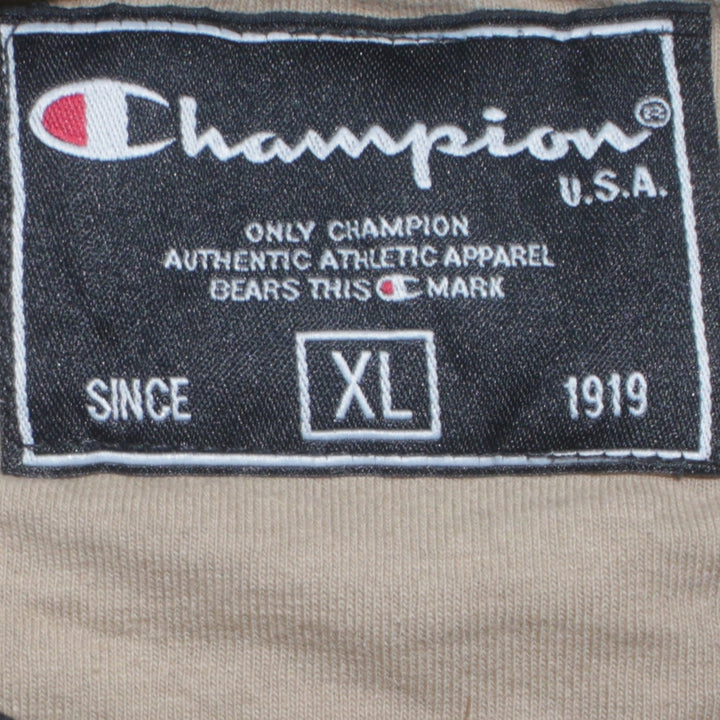 Champion®
U.S.A.
ONLY CHAMPION
AUTHENTIC ATHLETIC APPAREL
BEARS THIS C MARK
SINCE XL 1919